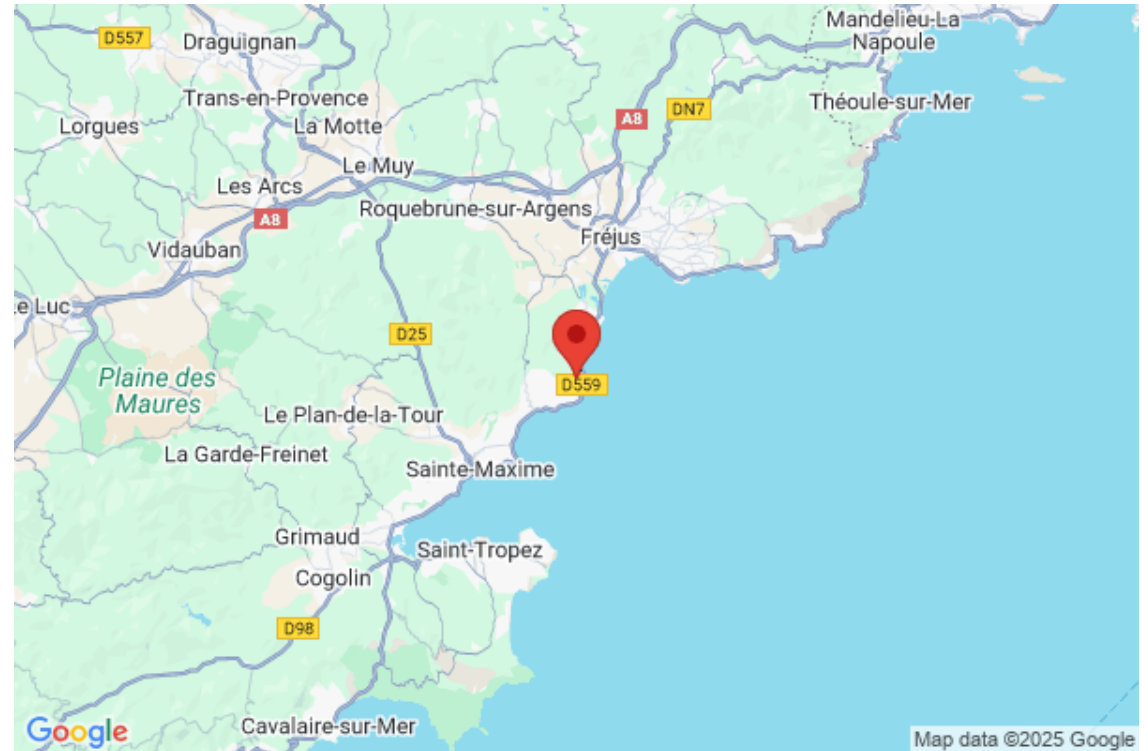 Mandelieu-La
Napoule
D557
Draguignan
Théoule-sur-Mer
Trans-en-Provence
DN7
A8
Lorgues
La Motte
Le Muy
Les Arcs
Roquebrune-sur-Argens
A8
Fréjus
Vidauban
e Luc
D25
Plaine des
Maures
D559
Le Plan-de-la-Tour
La Garde-Freinet
Sainte-Maxime
Grimaud
Saint-Tropez
Cogolin
D98
Cavalaire-sur-Mer
Google
Map data ©2025 Google